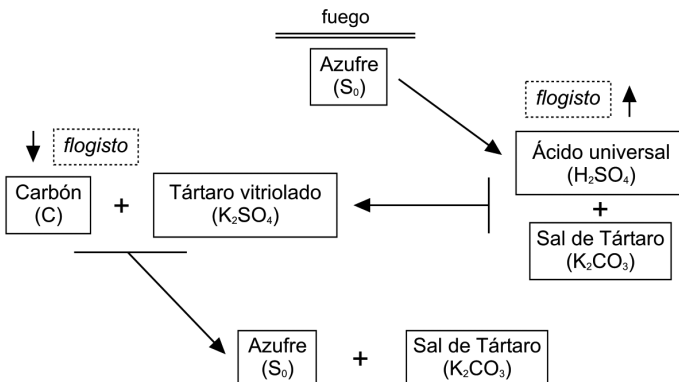 fuego
Azufre
(S₀)
flogisto
Ácido universal
(H₂SO₄)
+
Sal de Tártaro
(K₂CO₃)
flogisto
Carbón
(C)
+
Tártaro vitriolado
(K₂SO₄)
Azufre
(S₀)
+
Sal de Tártaro
(K₂CO₃)